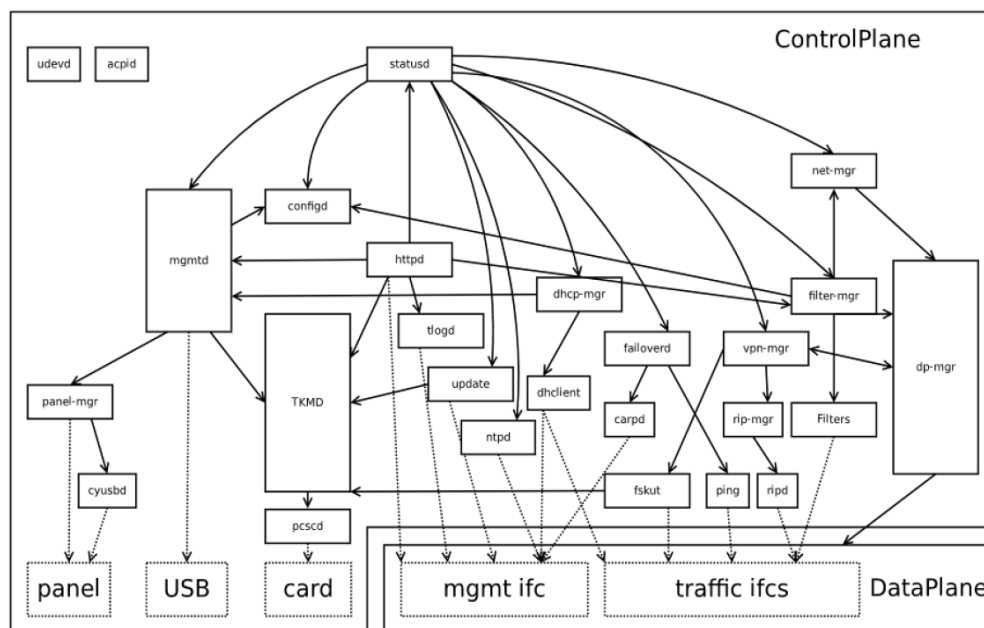 ControlPlane
udevd
acpid
statusd
net-mgr
configd
mgmtd
httpd
dhcp-mgr
filter-mgr
tlogd
failoverd
vpn-mgr
dp-mgr
panel-mgr
TKMD
update
dhclient
carpd
rip-mgr
Filters
ntpd
cyusbd
fskut
ping
ripd
pcscd
panel
USB
card
mgmt ifc
traffic ifcs
DataPlane